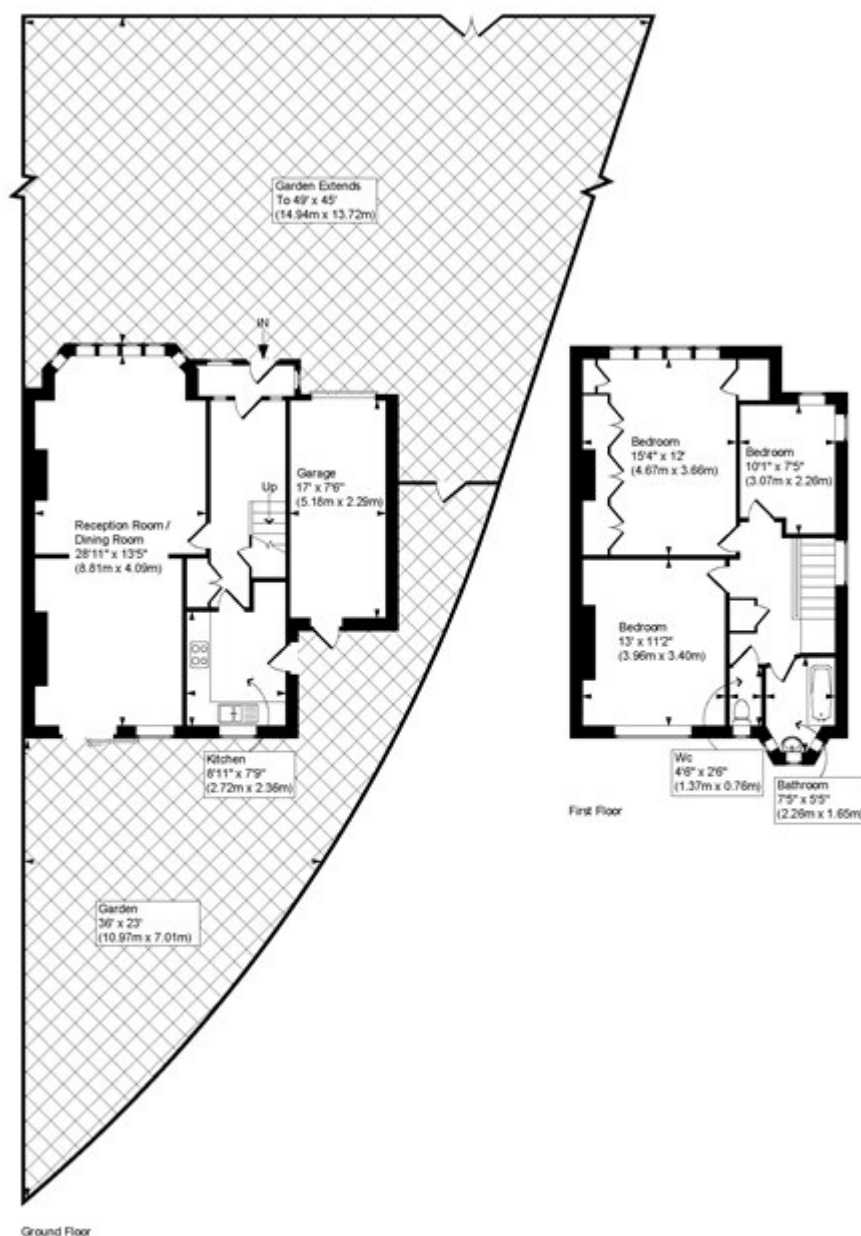 Garden Extends
To 49' x 45'
(14.94m x 13.72m)
IN
Garage
17' x 7'6"
(5.18m x 2.29m)
Up
Reception Room /
Dining Room
28'11" x 13'5"
(8.81m x 4.09m)
Kitchen
8'11" x 7'9"
(2.72m x 2.36m)
Garden
36' x 23'
(10.97m x 7.01m)
Ground Floor
Bedroom
15'4" x 12'
(4.67m x 3.66m)
Bedroom
10'1" x 7'5"
(3.07m x 2.26m)
Bedroom
13' x 11'2"
(3.96m x 3.40m)
Wc
4'6" x 2'6"
(1.37m x 0.76m)
Bathroom
7'5" x 5'5"
(2.26m x 1.65m)
First Floor